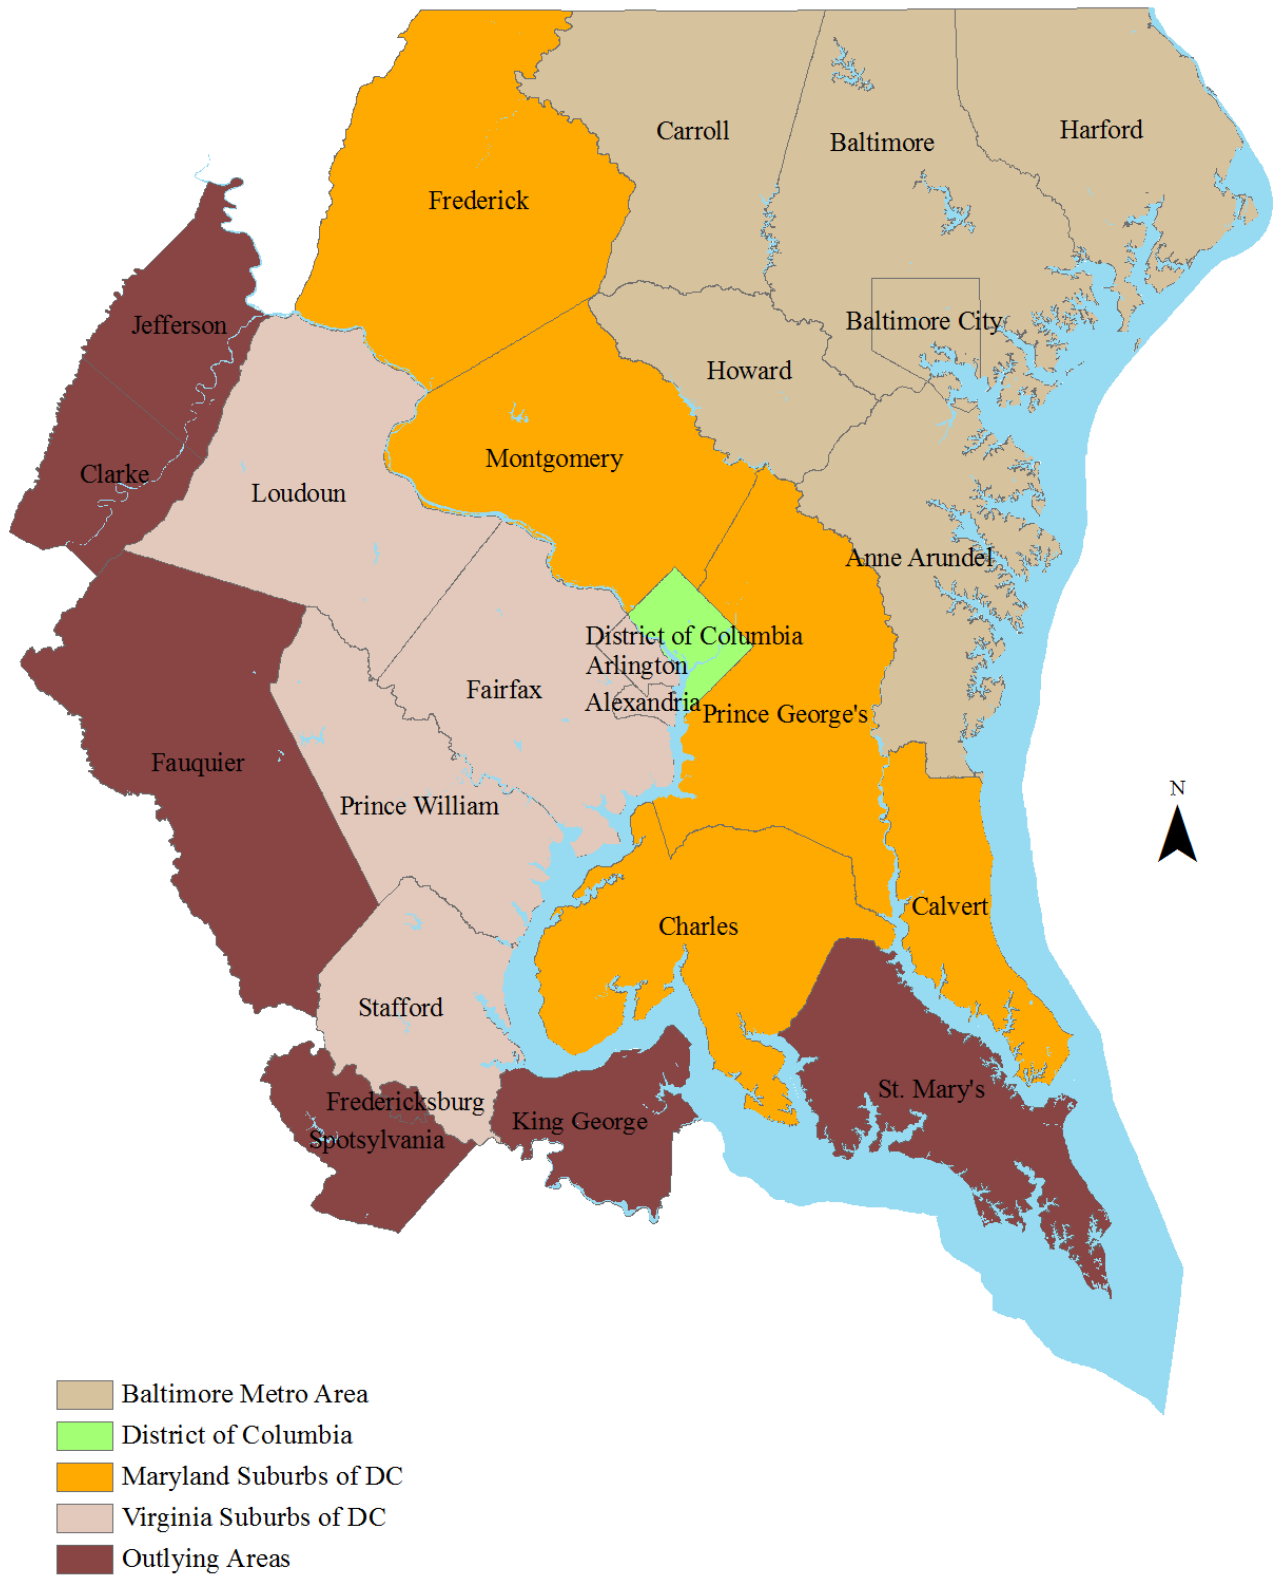 Carroll
Harford
Baltimore
Frederick
Jefferson
Baltimore City
Howard
Montgomery
Clarke
Loudoun
Anne Arundel
District of Columbia
Arlington
Fairfax
Alexandria
Prince George's
Fauquier
N
Prince William
Calvert
Charles
Stafford
St. Mary's
Fredericksburg
King George
Spotsylvania
Baltimore Metro Area
District of Columbia
Maryland Suburbs of DC
Virginia Suburbs of DC
Outlying Areas